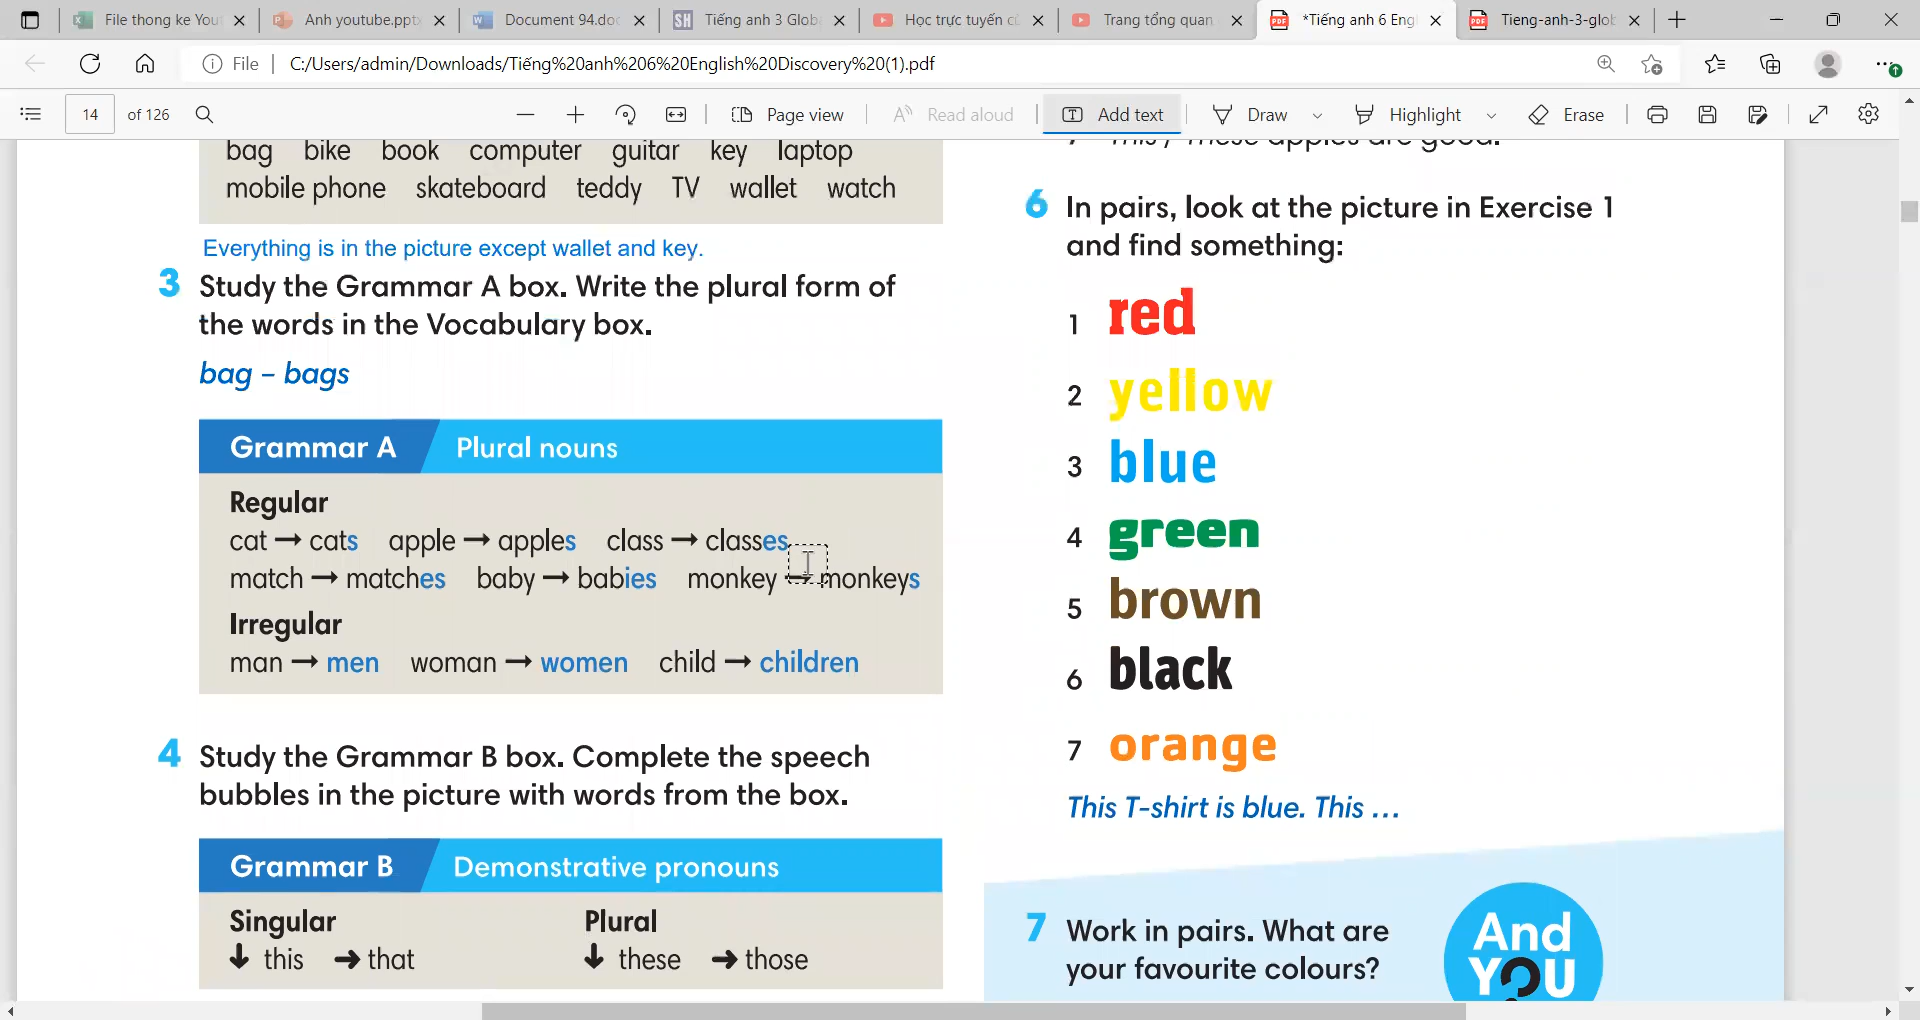 File thong ke You
Anh youtube.ppt
Document 94.doc
Tiếng anh 3 Glob
Học trực tuyến c
Trang tổng quan
*Tiếng anh 6 Eng
Tieng-anh-3-glob
File
C:/Users/admin/Downloads/Tiếng%20anh%206%20English%20Discovery%20(1).pdf
14 of 126
Page view
Read aloud
Add text
Draw
Highlight
Erase
bag bike book computer guitar key laptop
mobile phone skateboard teddy TV wallet watch
Everything is in the picture except wallet and key.
3 Study the Grammar A box. Write the plural form of
the words in the Vocabulary box.
bag – bags
Grammar A Plural nouns
Regular
cat → cats apple → apples class → classes
match → matches baby → babies monkey → monkeys
Irregular
man → men woman → women child → children
4 Study the Grammar B box. Complete the speech
bubbles in the picture with words from the box.
Grammar B Demonstrative pronouns
Singular Plural
↓ this → that ↓ these → those
7 This / These apples are good.
6 In pairs, look at the picture in Exercise 1
and find something:
1 red
2 yellow
3 blue
4 green
5 brown
6 black
7 orange
This T-shirt is blue. This ...
7 Work in pairs. What are
your favourite colours?
And
YOU